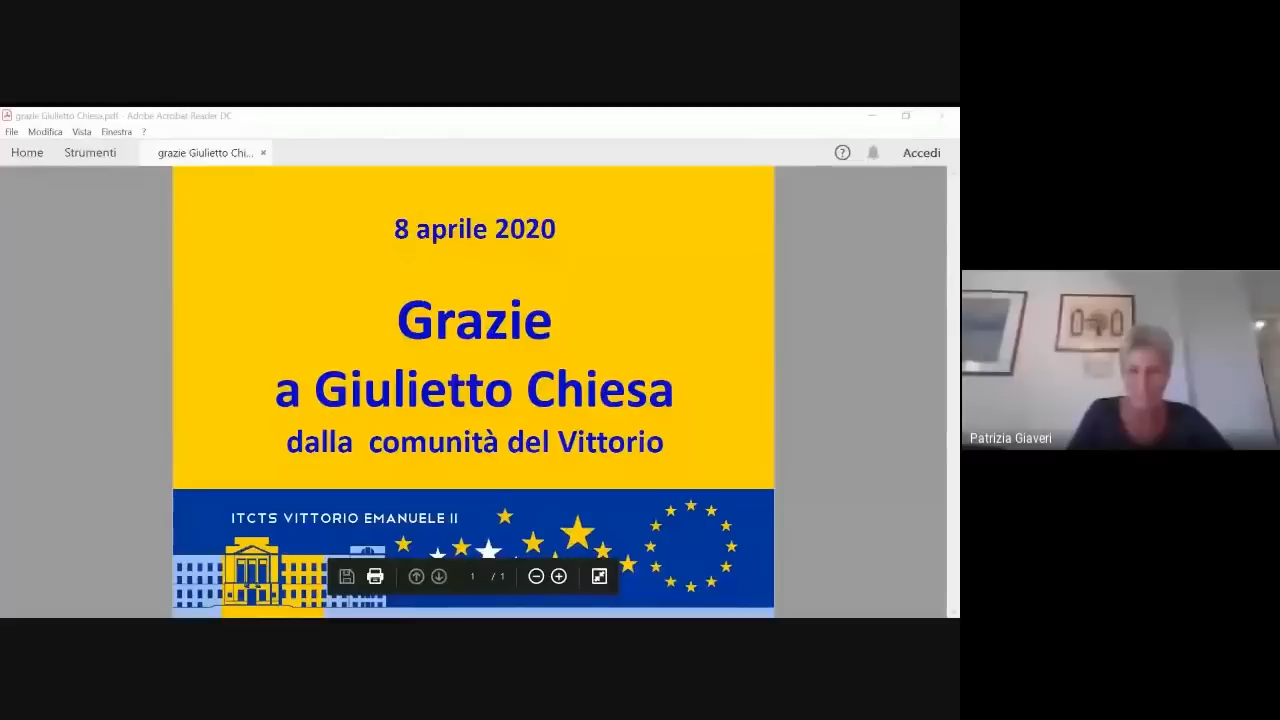 grazie Giulietto Chiesa.pdf - Adobe Acrobat Reader DC
File Modifica Vista Finestra ?
Home Strumenti grazie Giulietto Chi... × Accedi
8 aprile 2020
Grazie
a Giulietto Chiesa
dalla comunità del Vittorio
ITCTS VITTORIO EMANUELE II
1 / 1
Patrizia Giaveri